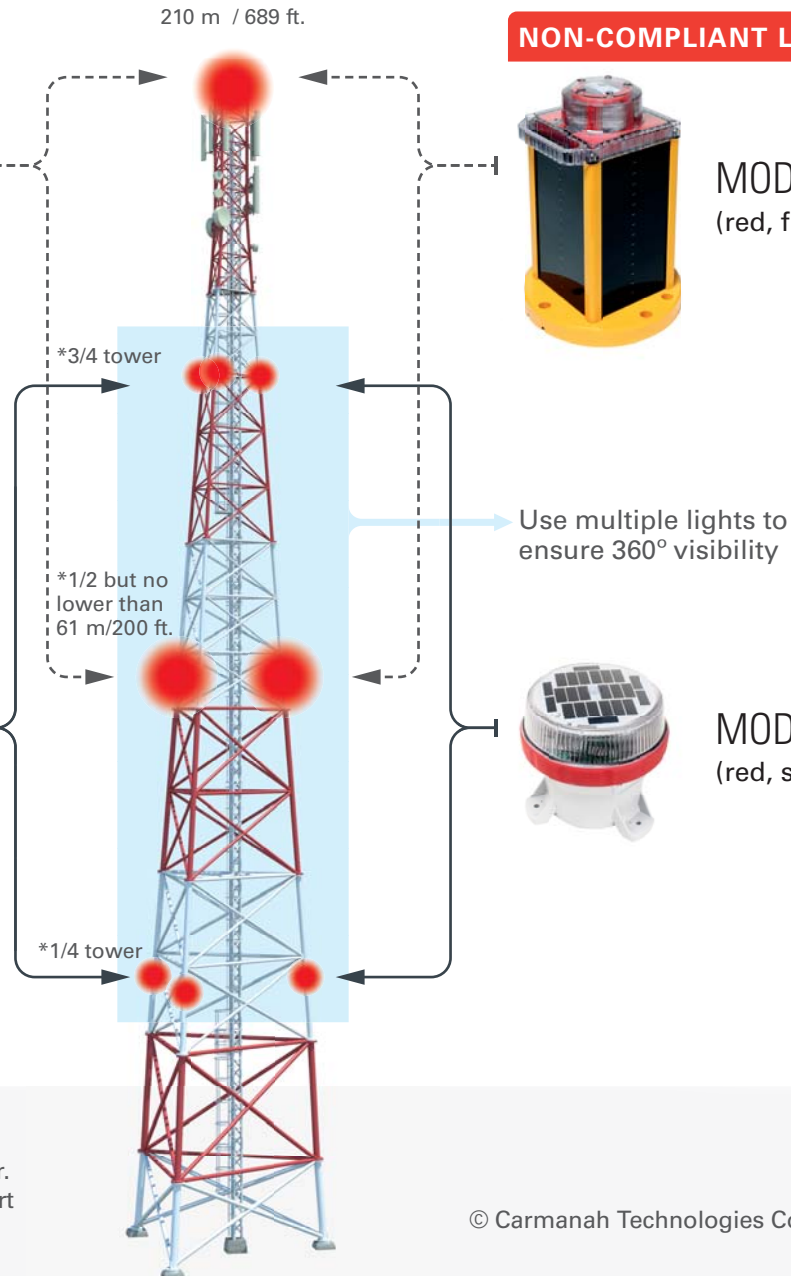 210 m / 689 ft.
NON-COMPLIANT L
MOD
(red, f
*3/4 tower
Use multiple lights to
ensure 360° visibility
*1/2 but no
lower than
61 m/200 ft.
MOD
(red, s
*1/4 tower
r.
rt
© Carmanah Technologies Co